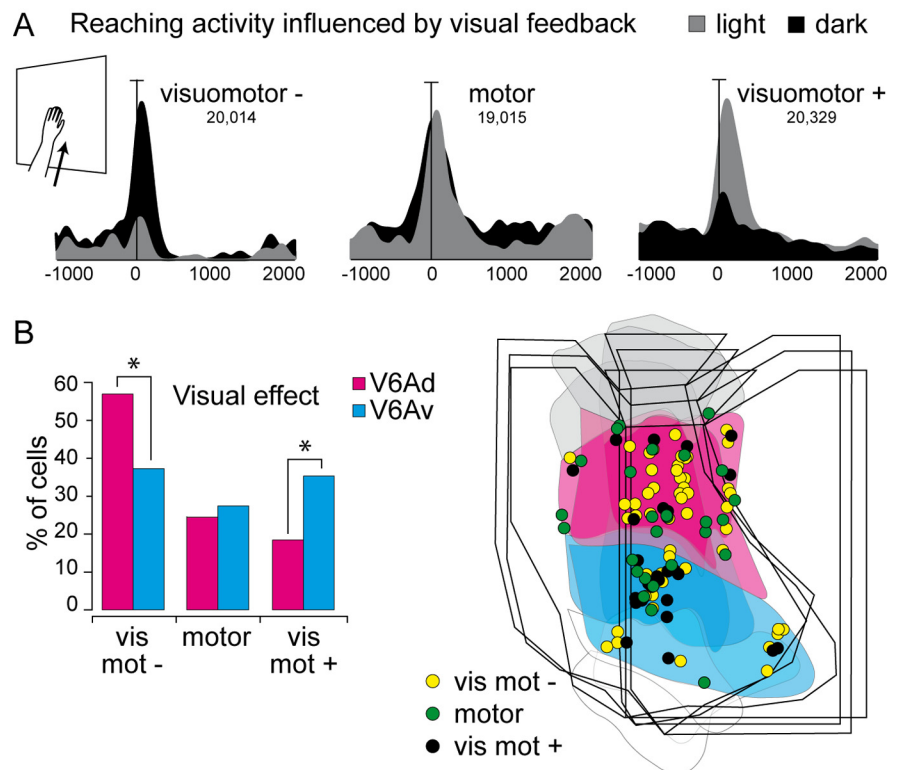 A Reaching activity influenced by visual feedback light dark
visuomotor -
20,014
motor
19,015
visuomotor +
20,329
-1000 0 1000 2000
-1000 0 1000 2000
-1000 0 1000 2000
B
Visual effect
V6Ad
V6Av
% of cells
60
50
40
30
20
10
0
*
*
vis
mot -
motor
vis
mot +
vis mot -
motor
vis mot +